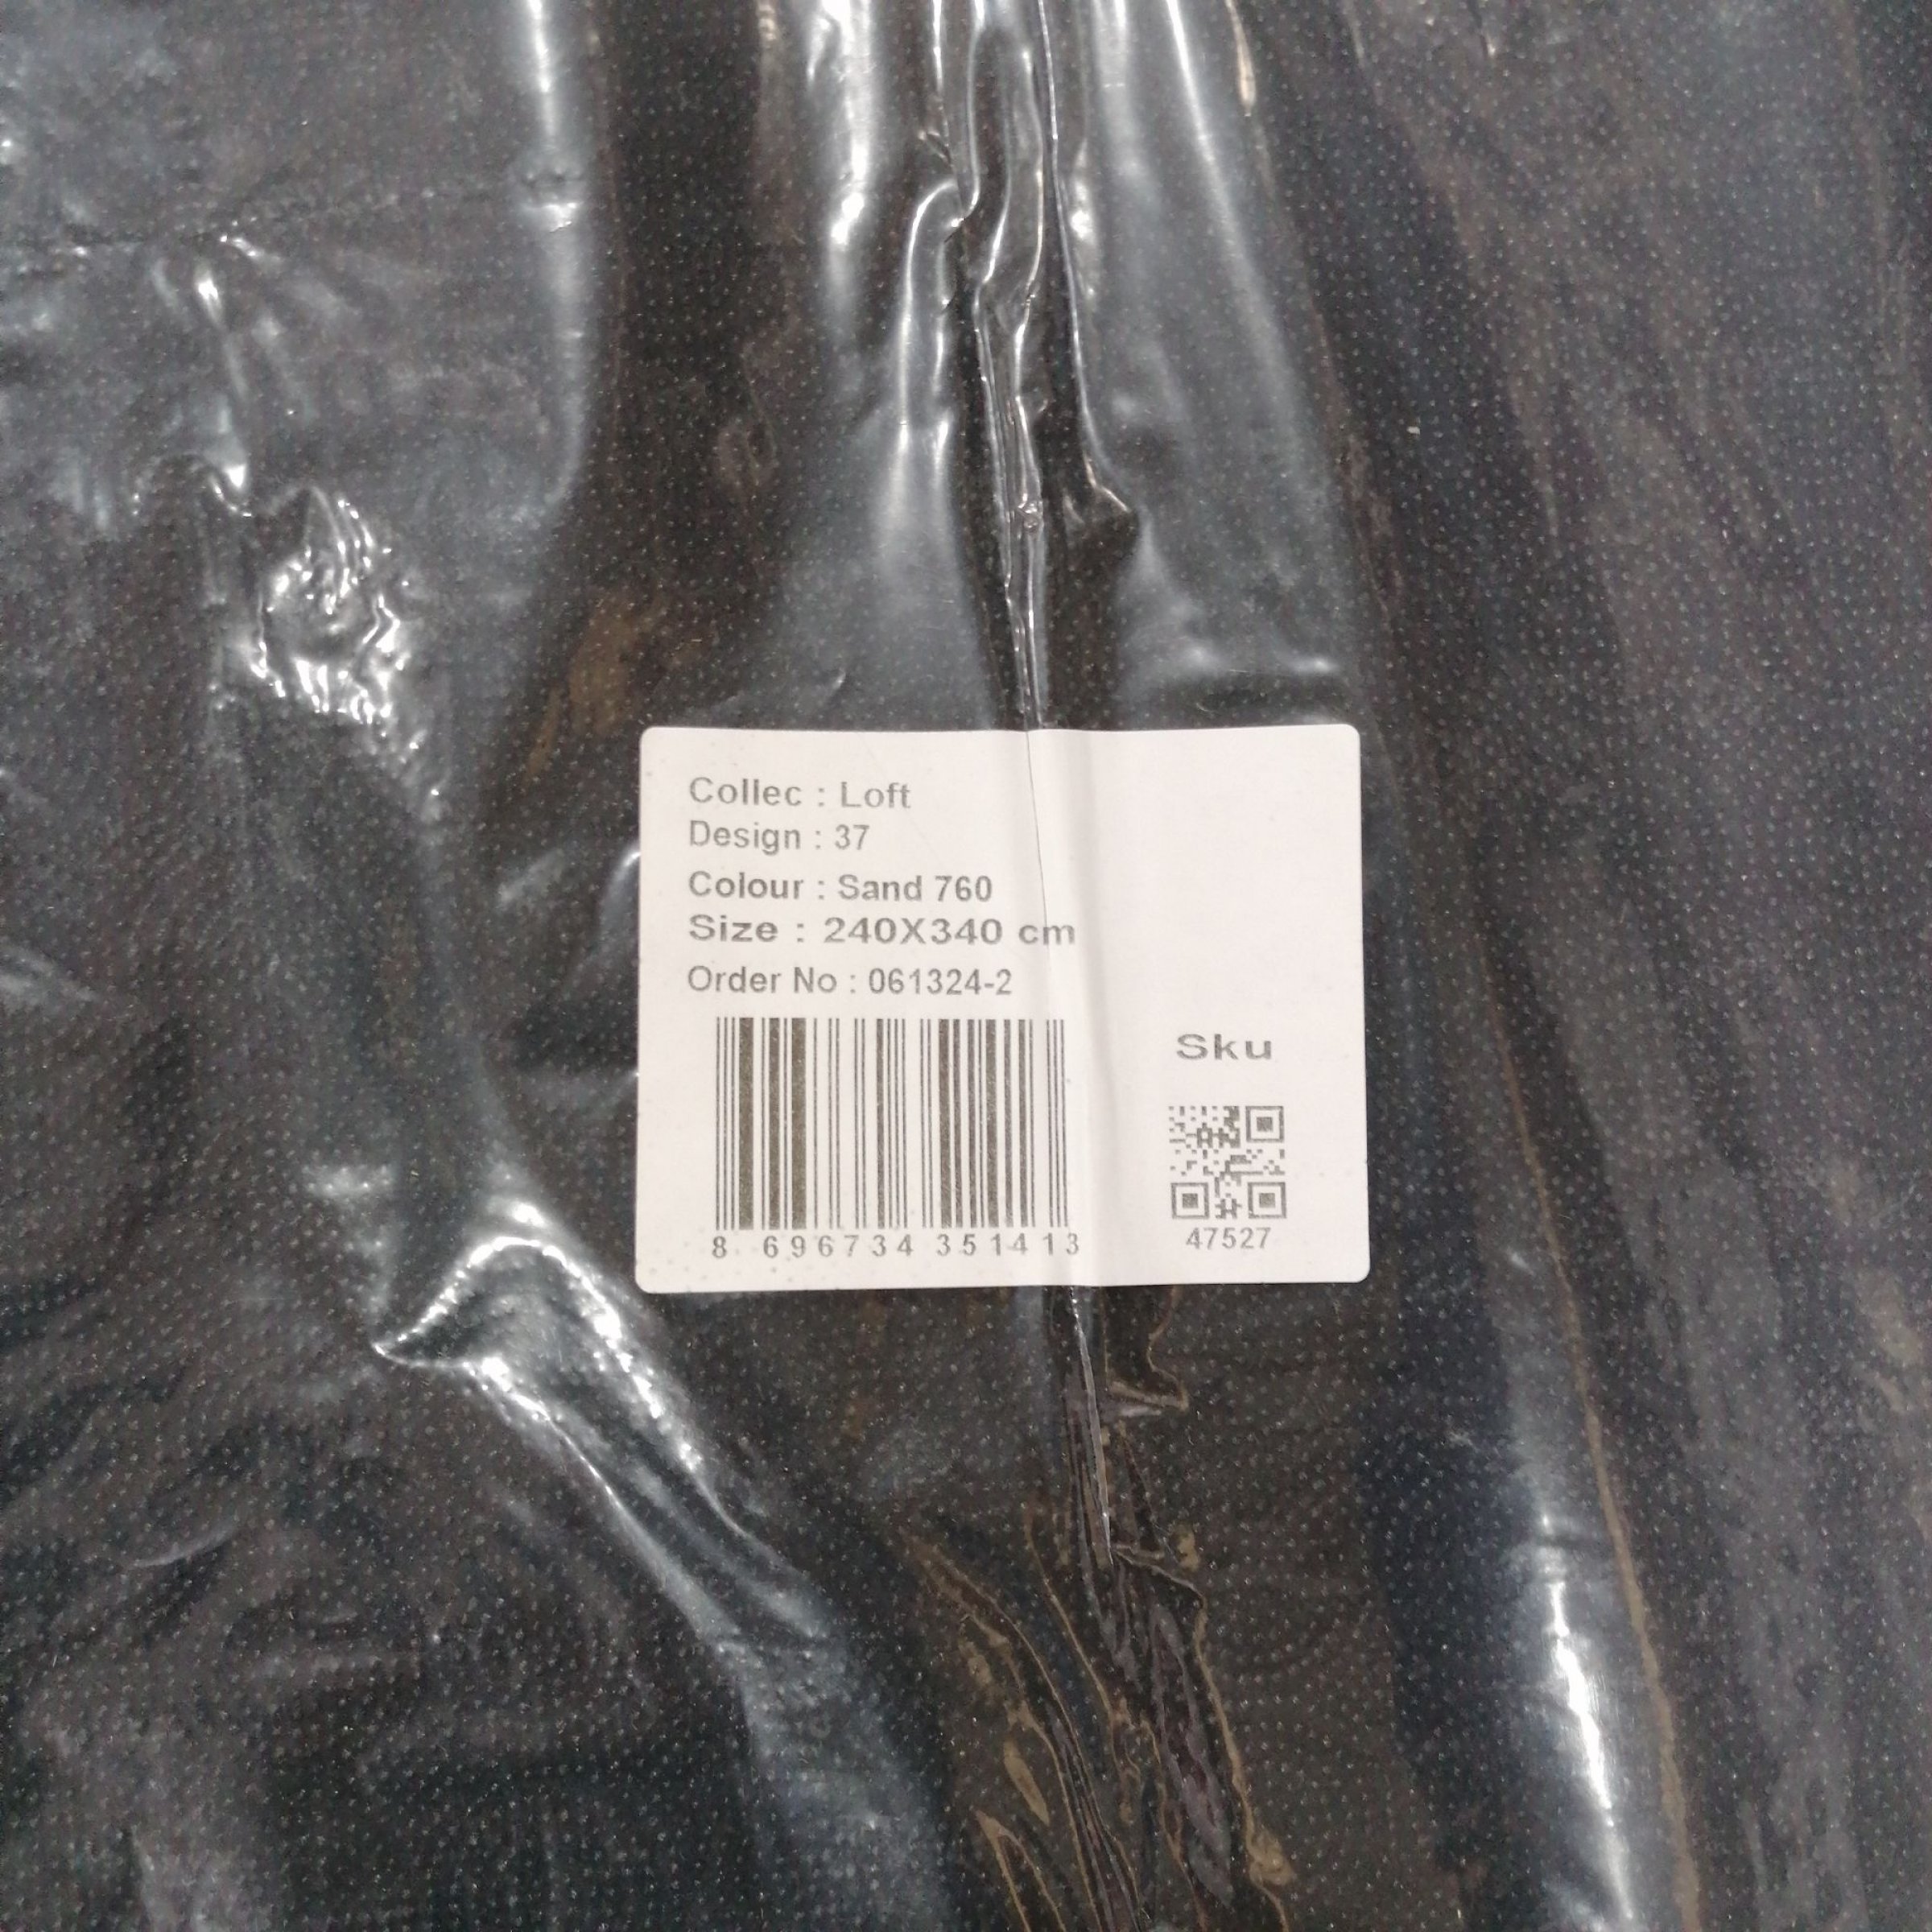 Collec : Loft
Design : 37
Colour : Sand 760
Size : 240X340 cm
Order No : 061324-2
Sku
8 696734 351413
47527